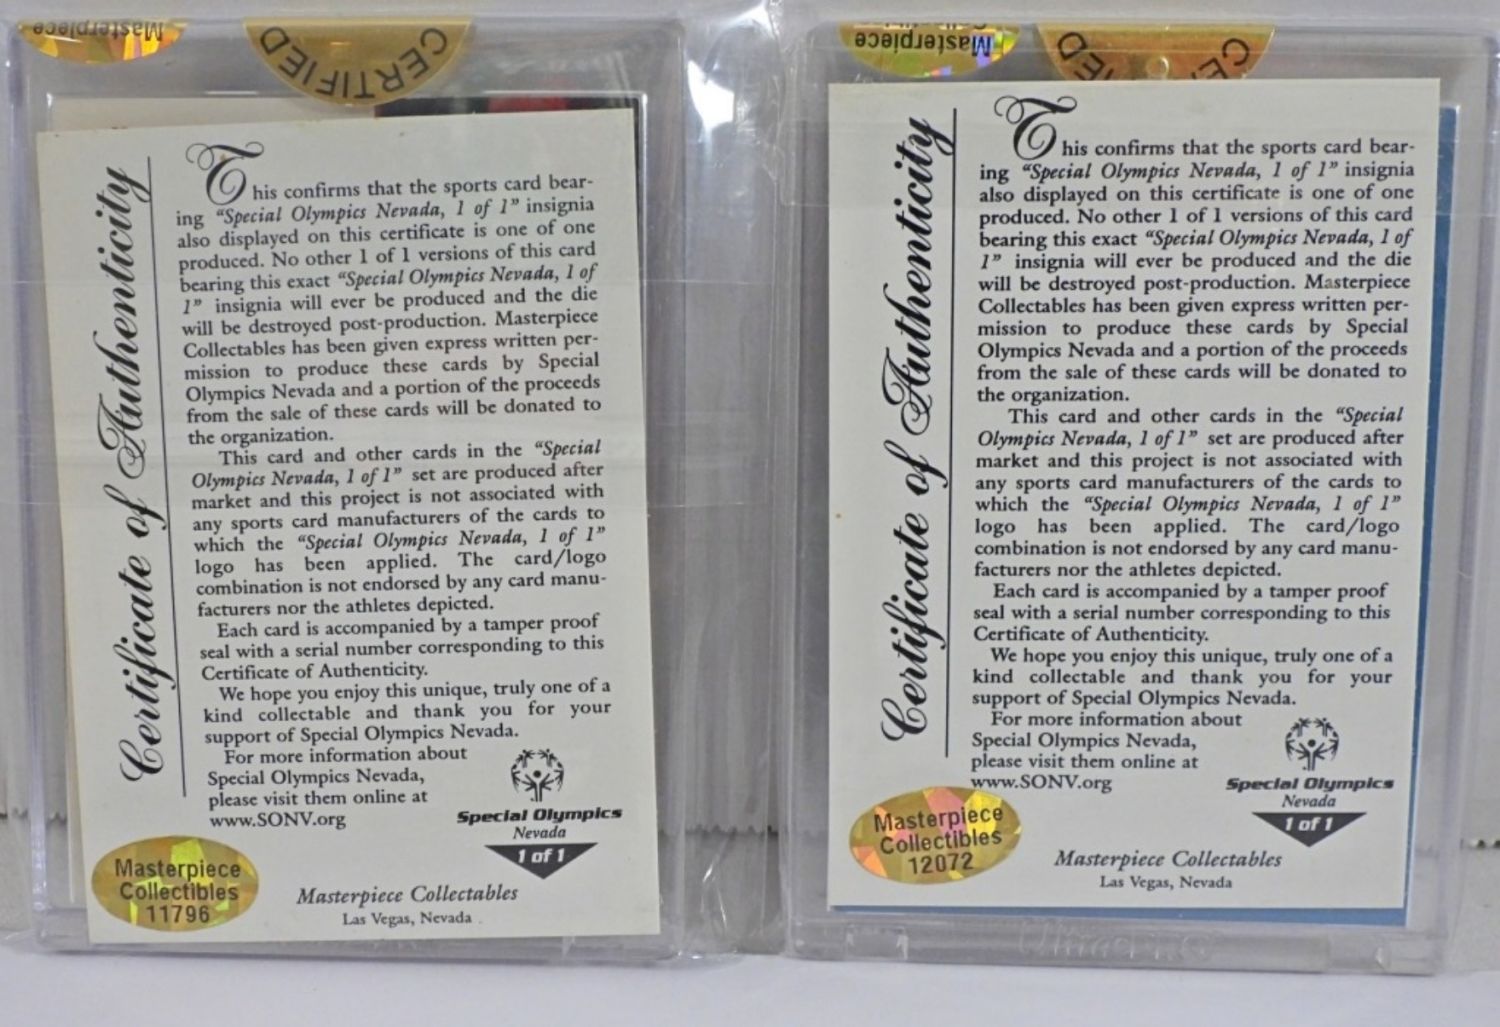 Masterpiece
CERTIFIED
Certificate of Authenticity
This confirms that the sports card bear-
ing “Special Olympics Nevada, 1 of 1” insignia
also displayed on this certificate is one of one
produced. No other 1 of 1 versions of this card
bearing this exact “Special Olympics Nevada, 1 of
1” insignia will ever be produced and the die
will be destroyed post-production. Masterpiece
Collectables has been given express written per-
mission to produce these cards by Special
Olympics Nevada and a portion of the proceeds
from the sale of these cards will be donated to
the organization.
This card and other cards in the “Special
Olympics Nevada, 1 of 1” set are produced after
market and this project is not associated with
any sports card manufacturers of the cards to
which the “Special Olympics Nevada, 1 of 1”
logo has been applied. The card/logo
combination is not endorsed by any card manu-
facturers nor the athletes depicted.
Each card is accompanied by a tamper proof
seal with a serial number corresponding to this
Certificate of Authenticity.
We hope you enjoy this unique, truly one of a
kind collectable and thank you for your
support of Special Olympics Nevada.
For more information about
Special Olympics Nevada,
please visit them online at
www.SONV.org
Special Olympics
Nevada
1 of 1
Masterpiece
Collectibles
11796
Masterpiece Collectables
Las Vegas, Nevada
Masterpiece
Certificate of Authenticity
This confirms that the sports card bear-
ing “Special Olympics Nevada, 1 of 1” insignia
also displayed on this certificate is one of one
produced. No other 1 of 1 versions of this card
bearing this exact “Special Olympics Nevada, 1 of
1” insignia will ever be produced and the die
will be destroyed post-production. Masterpiece
Collectables has been given express written per-
mission to produce these cards by Special
Olympics Nevada and a portion of the proceeds
from the sale of these cards will be donated to
the organization.
This card and other cards in the “Special
Olympics Nevada, 1 of 1” set are produced after
market and this project is not associated with
any sports card manufacturers of the cards to
which the “Special Olympics Nevada, 1 of 1”
logo has been applied. The card/logo
combination is not endorsed by any card manu-
facturers nor the athletes depicted.
Each card is accompanied by a tamper proof
seal with a serial number corresponding to this
Certificate of Authenticity.
We hope you enjoy this unique, truly one of a
kind collectable and thank you for your
support of Special Olympics Nevada.
For more information about
Special Olympics Nevada,
please visit them online at
www.SONV.org
Special Olympics
Nevada
1 of 1
Masterpiece
Collectibles
12072
Masterpiece Collectables
Las Vegas, Nevada